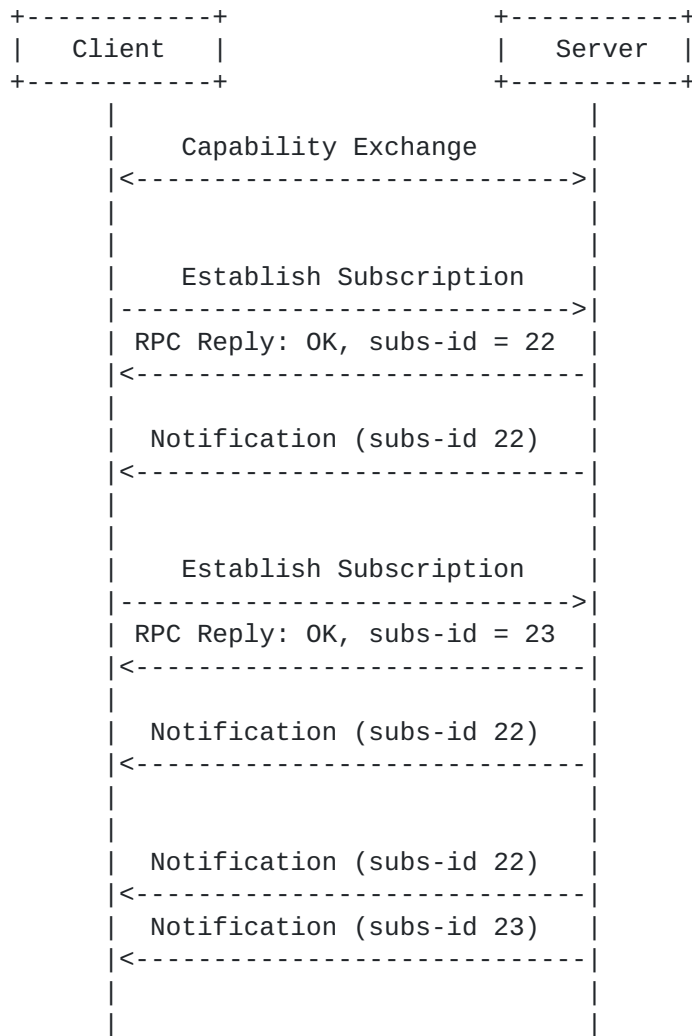 Client Server
Capability Exchange
Establish Subscription
RPC Reply: OK, subs-id = 22
Notification (subs-id 22)
Establish Subscription
RPC Reply: OK, subs-id = 23
Notification (subs-id 22)
Notification (subs-id 22)
Notification (subs-id 23)